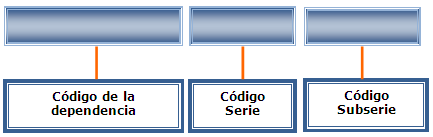 Código de la
dependencia
Código
Serie
Código
Subserie